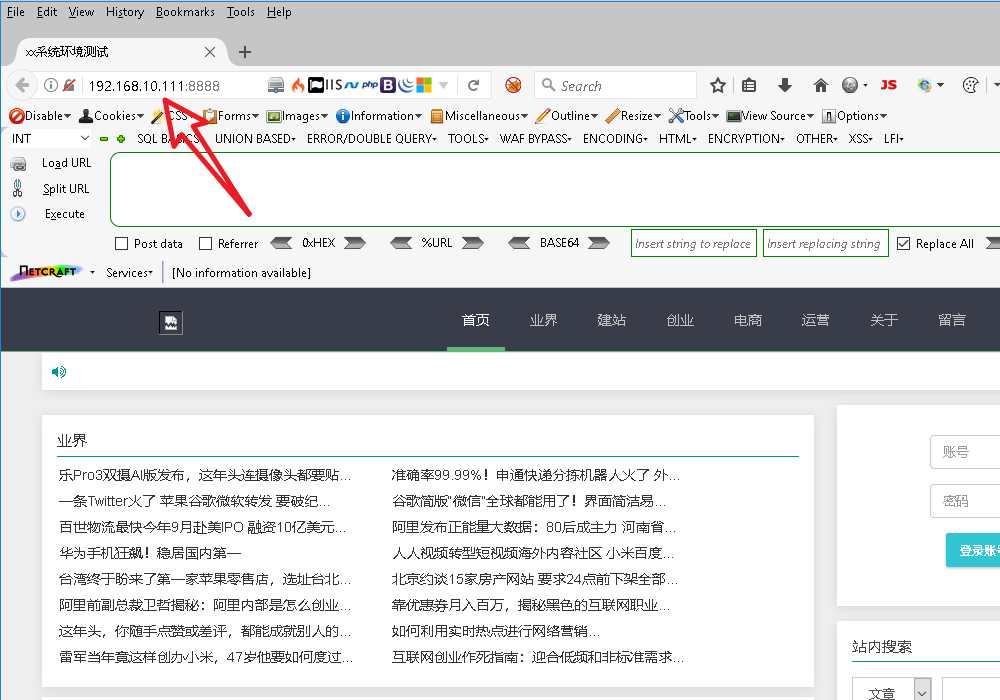 File Edit View History Bookmarks Tools Help
xx系统环境测试
192.168.10.111:8888 IIS php B Search JS
Disable Cookies CSS Forms Images Information Miscellaneous Outline Resize Tools View Source Options
INT SQL BASICS UNION BASED ERROR/DOUBLE QUERY TOOLS WAF BYPASS ENCODING HTML ENCRYPTION OTHER XSS LFI
Load URL
Split URL
Execute
Post data Referrer 0xHEX %URL BASE64 Insert string to replace Insert replacing string Replace All
NETCRAFT Services [No information available]
首页 业界 建站 创业 电商 运营 关于 留言
业界
乐Pro3双摄AI版发布，这年头连摄像头都要贴...
一条Twitter火了 苹果谷歌微软转发 要破纪...
百世物流最快今年9月赴美IPO 融资10亿美元...
华为手机狂飙！稳居国内第一
台湾终于盼来了第一家苹果零售店，选址台北...
阿里前副总裁卫哲揭秘：阿里内部是怎么创业...
这年头，你随手点赞或差评，都能成就别人的...
雷军当年竟这样创办小米，47岁他要如何度过...
准确率99.99%！申通快递分拣机器人火了 外...
谷歌简版“微信”全球都能用了！界面简洁易...
阿里发布正能量大数据：80后成主力 河南省...
人人视频转型短视频海外内容社区 小米百度...
北京约谈15家房产网站 要求24点前下架全部...
靠优惠券月入百万，揭秘黑色的互联网职业...
如何利用实时热点进行网络营销...
互联网创业作死指南：迎合低频和非标准需求...
账号
密码
登录账号
站内搜索
文章